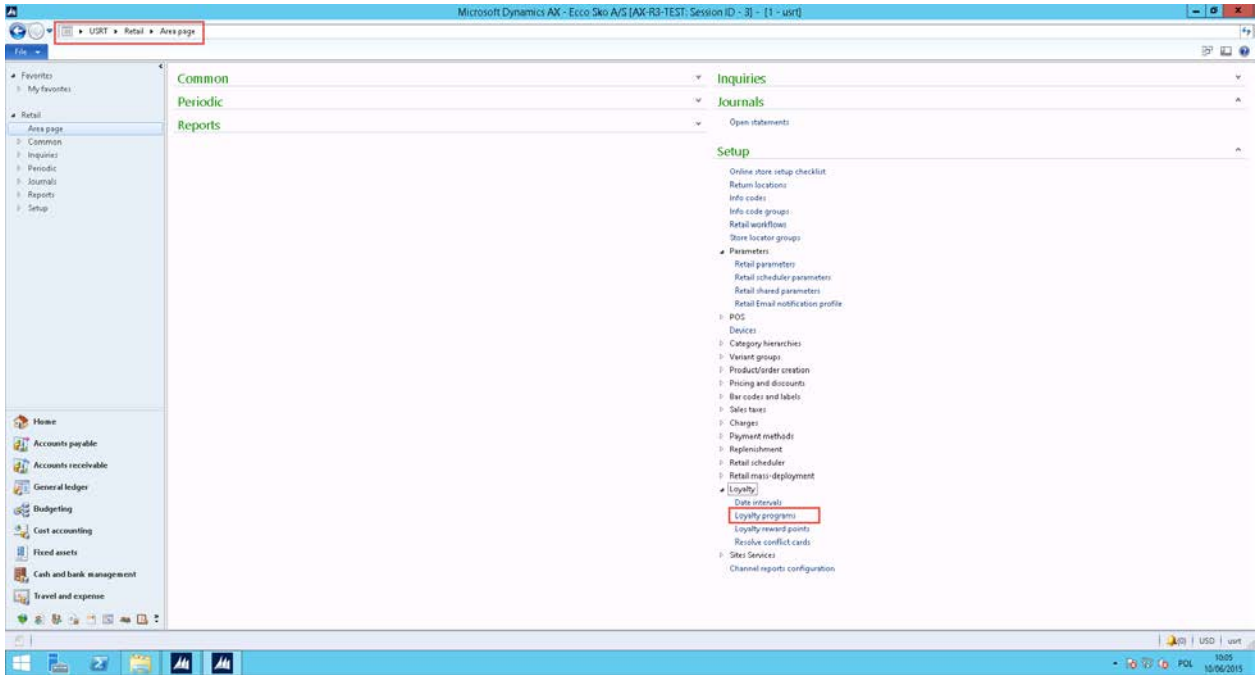 Microsoft Dynamics AX - Ecco Sko A/S [AX-R3-TEST: Session ID - 3] - [1 - usrt]
USRT Retail Area page
File
Favorites
My favorites
Retail
Area page
Common
Inquiries
Periodic
Journals
Reports
Setup
Home
Accounts payable
Accounts receivable
General ledger
Budgeting
Cost accounting
Fixed assets
Cash and bank management
Travel and expense
Common
Periodic
Reports
Inquiries
Journals
Open statements
Setup
Online store setup checklist
Return locations
Info codes
Info code groups
Retail workflows
Store locator groups
Parameters
Retail parameters
Retail scheduler parameters
Retail shared parameters
Retail Email notification profile
POS
Devices
Category hierarchies
Variant groups
Product/order creation
Pricing and discounts
Bar codes and labels
Sales taxes
Charges
Payment methods
Replenishment
Retail scheduler
Retail mass-deployment
Loyalty
Date intervals
Loyalty programs
Loyalty reward points
Resolve conflict cards
Sites Services
Channel reports configuration
(0) USD usrt
POL 10:05
10/06/2015